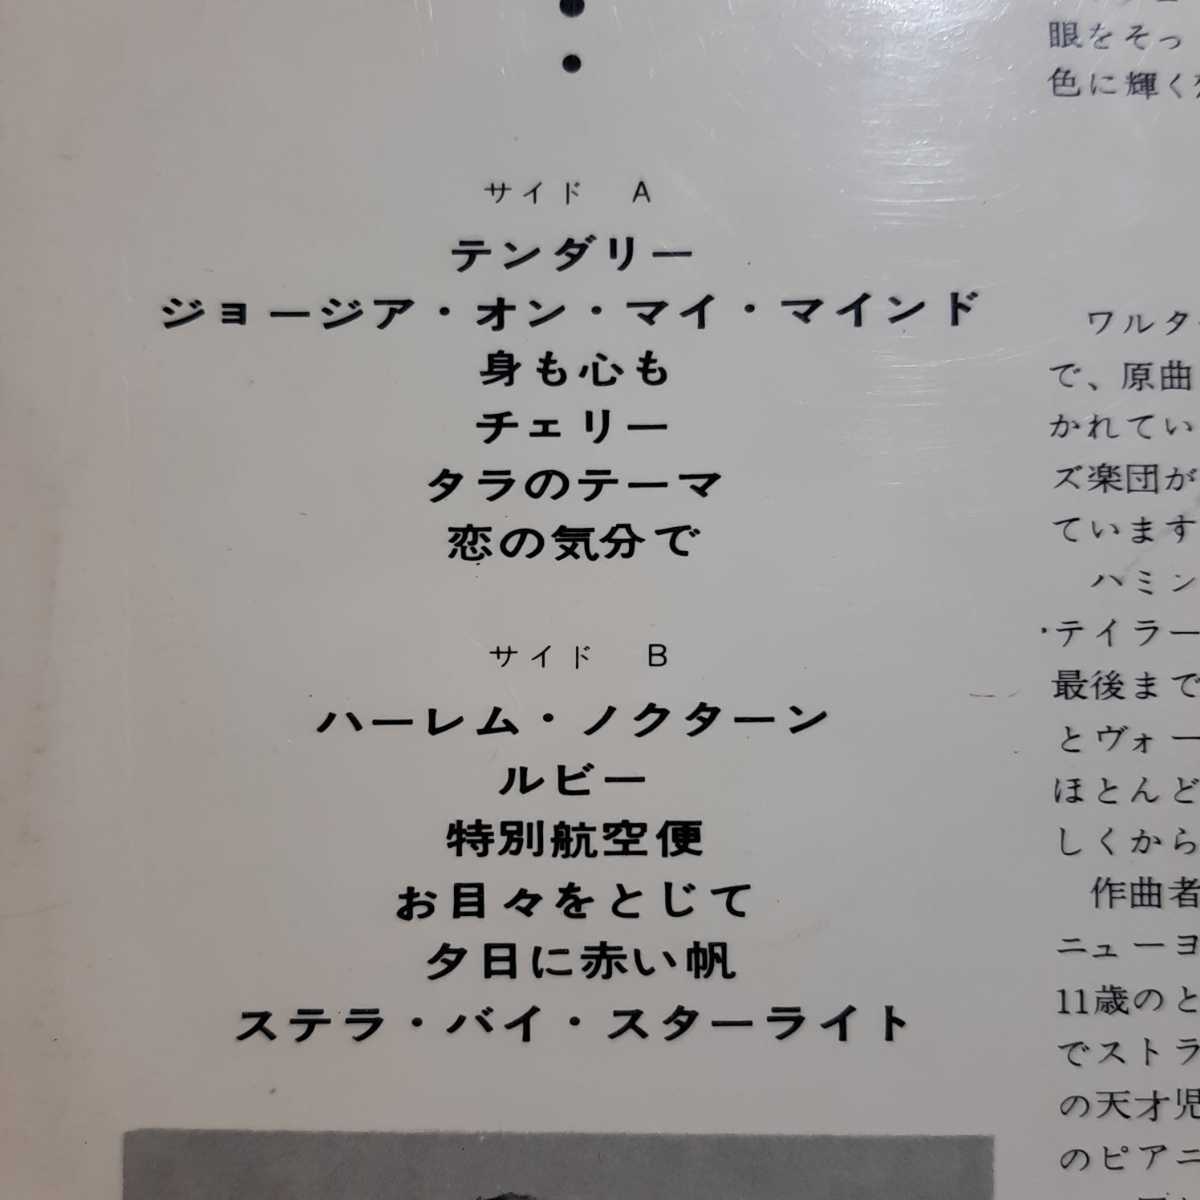 サイド A
テンダリー
ジョージア・オン・マイ・マインド
身も心も
チェリー
タラのテーマ
恋の気分で
サイド B
ハーレム・ノクターン
ルビー
特別航空便
お目々をとじて
夕日に赤い帆
ステラ・バイ・スターライト
眼をそっ
色に輝く
ワルタ
で、原曲
かれてい
ズ楽団が
ています
ハミン
・テイラー
最後まで
とヴォー
ほとんど
しくから
作曲者
ニューヨ
11歳のと
でストラ
の天才児
のピアニ